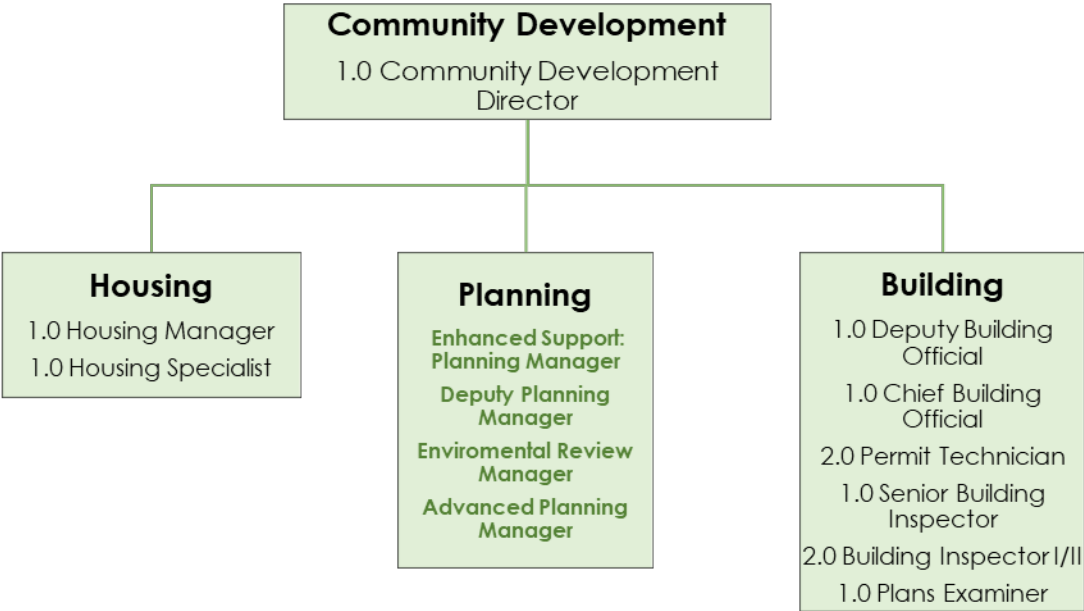 Community Development
1.0 Community Development
Director
Housing
1.0 Housing Manager
1.0 Housing Specialist
Planning
Enhanced Support:
Planning Manager
Deputy Planning
Manager
Enviromental Review
Manager
Advanced Planning
Manager
Building
1.0 Deputy Building
Official
1.0 Chief Building
Official
2.0 Permit Technician
1.0 Senior Building
Inspector
2.0 Building Inspector I/II
1.0 Plans Examiner